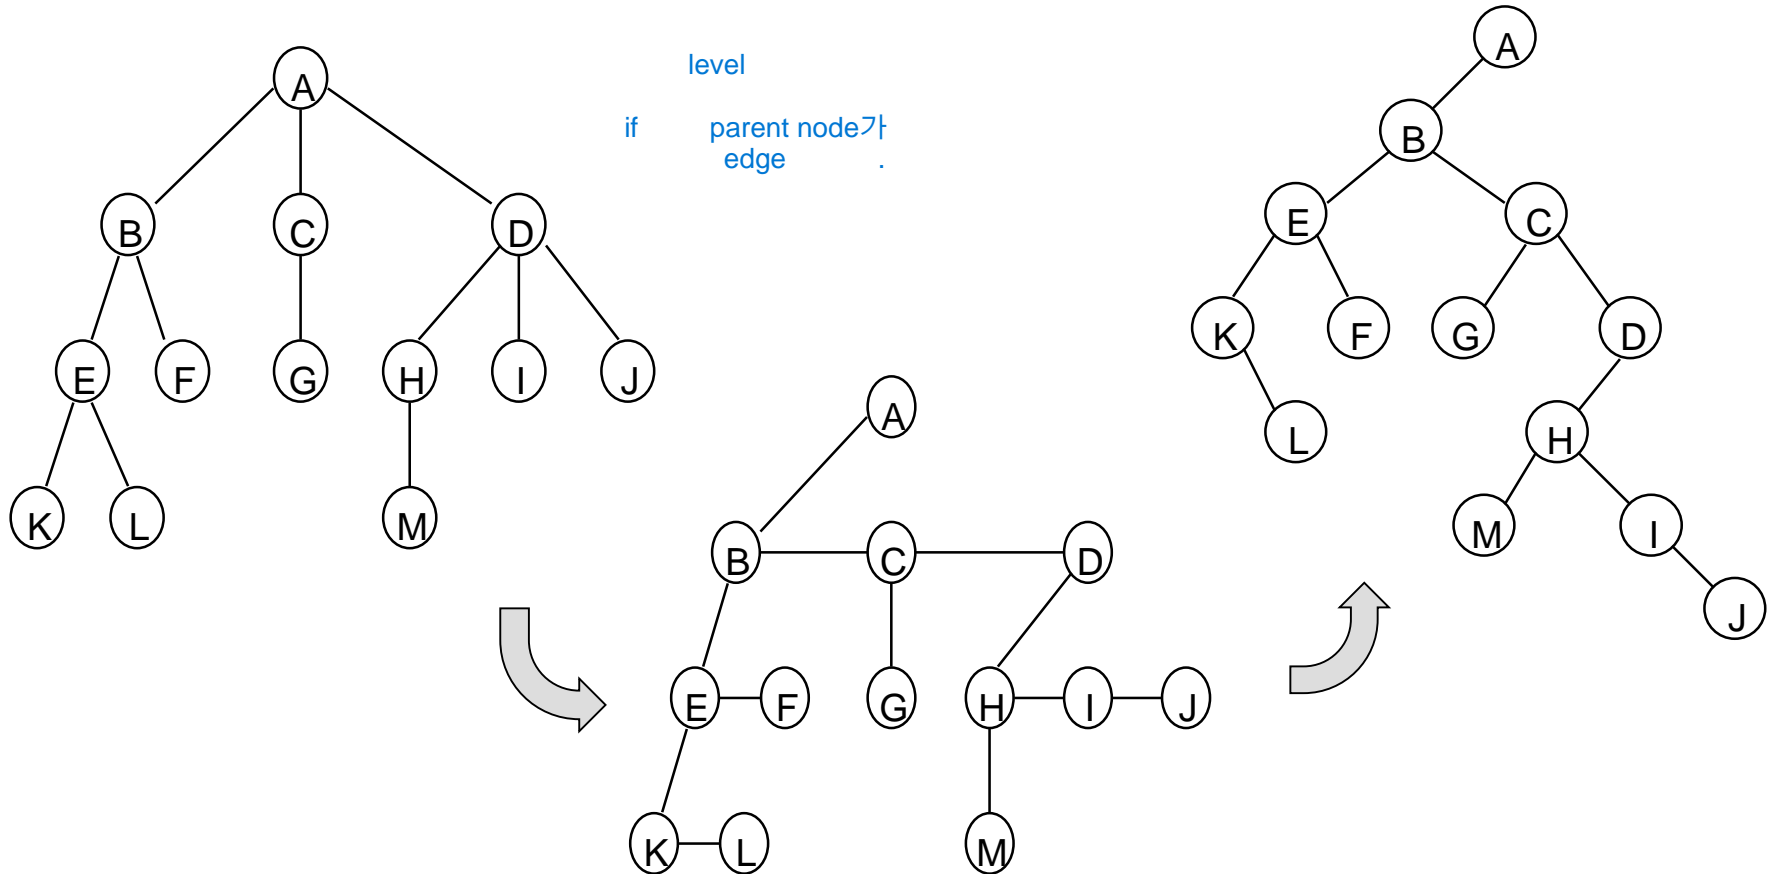 A
B C D
E F G H I J
K L M
level
if parent node가
edge .
A
B C D
E F G H I J
K L M
A
B
E C
K F G D
L H
M I
J